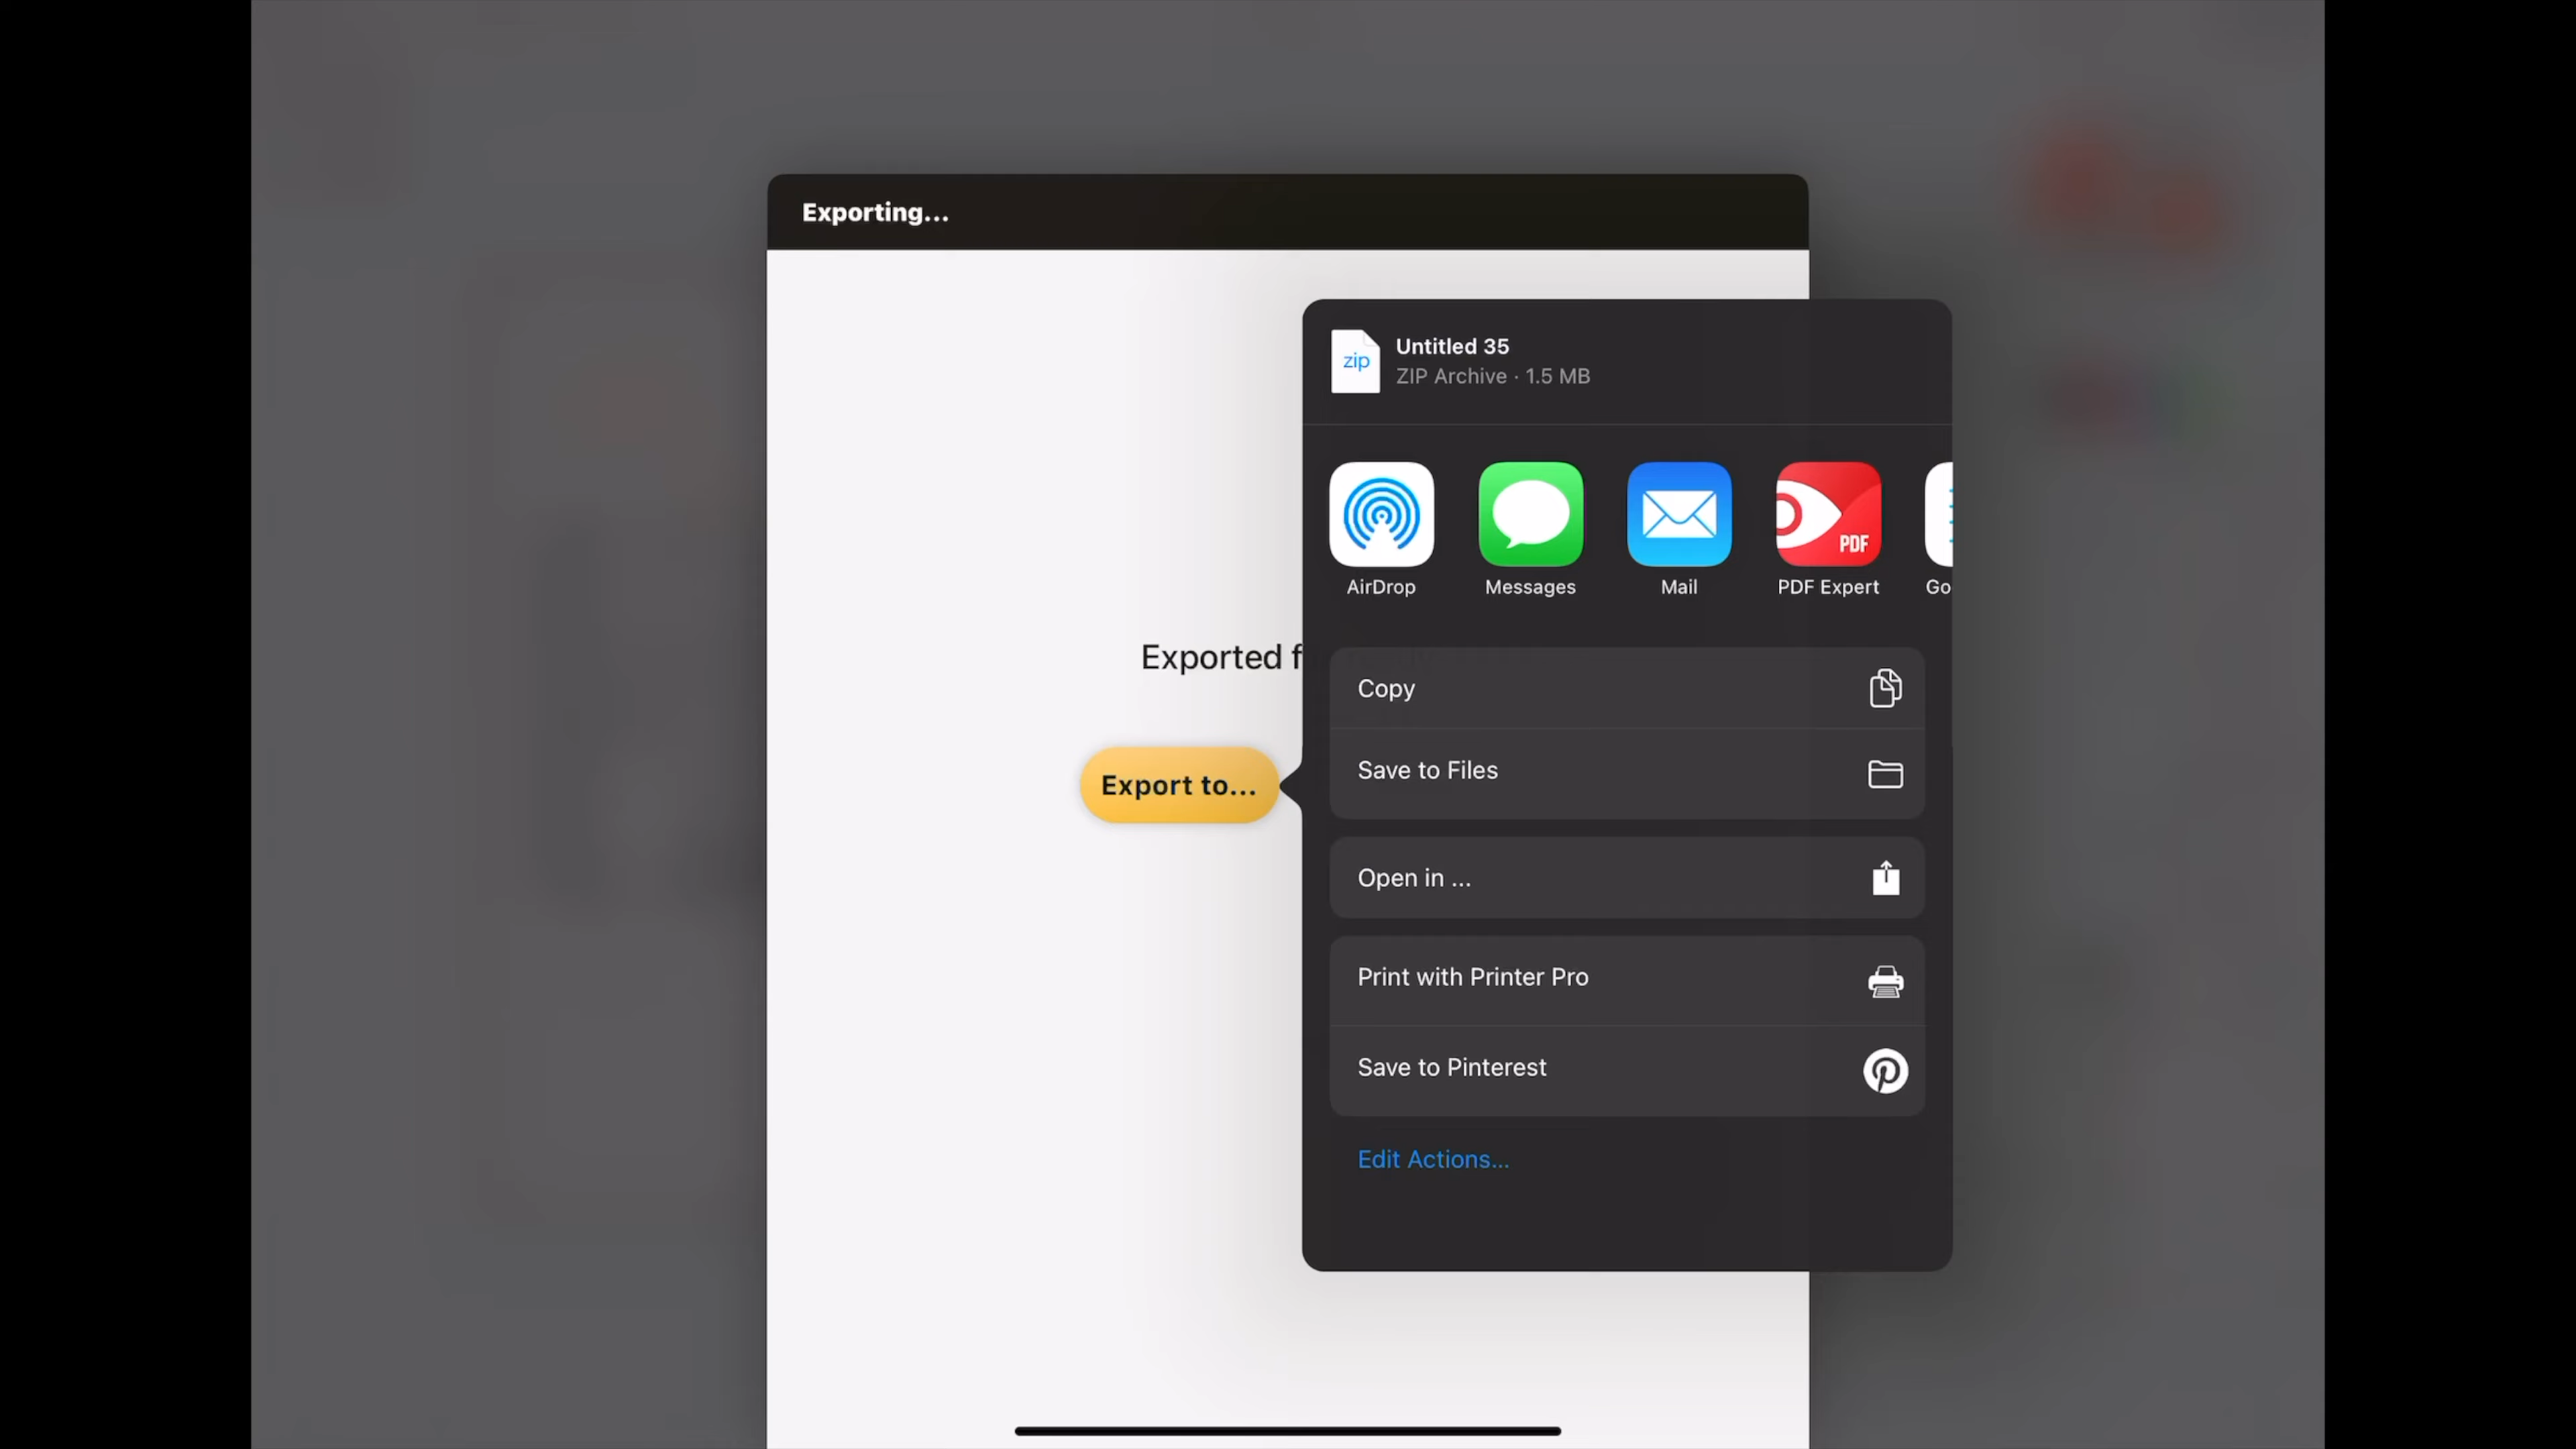 Exporting...
zip
Untitled 35
ZIP Archive · 1.5 MB
PDF
AirDrop
Messages
Mail
PDF Expert
Go
Exported f
Copy
Save to Files
Export to...
Open in ...
Print with Printer Pro
Save to Pinterest
Edit Actions...